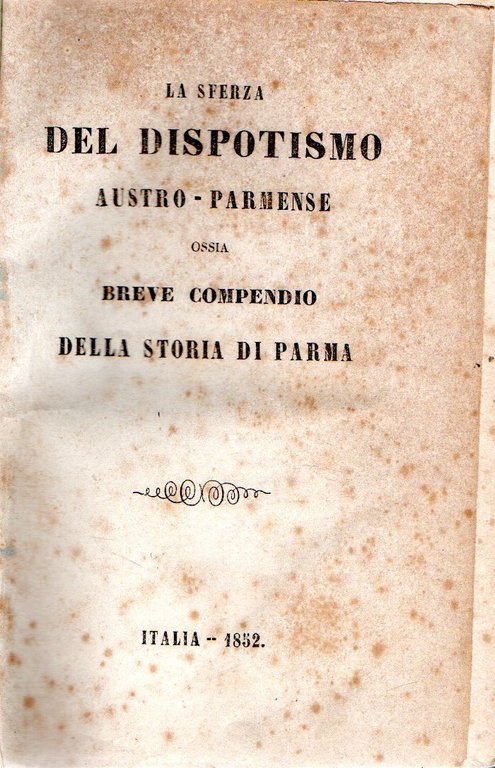 LA SFERZA
DEL DISPOTISMO
AUSTRO - PARMENSE
OSSIA
BREVE COMPENDIO
DELLA STORIA DI PARMA
ITALIA -- 1852.